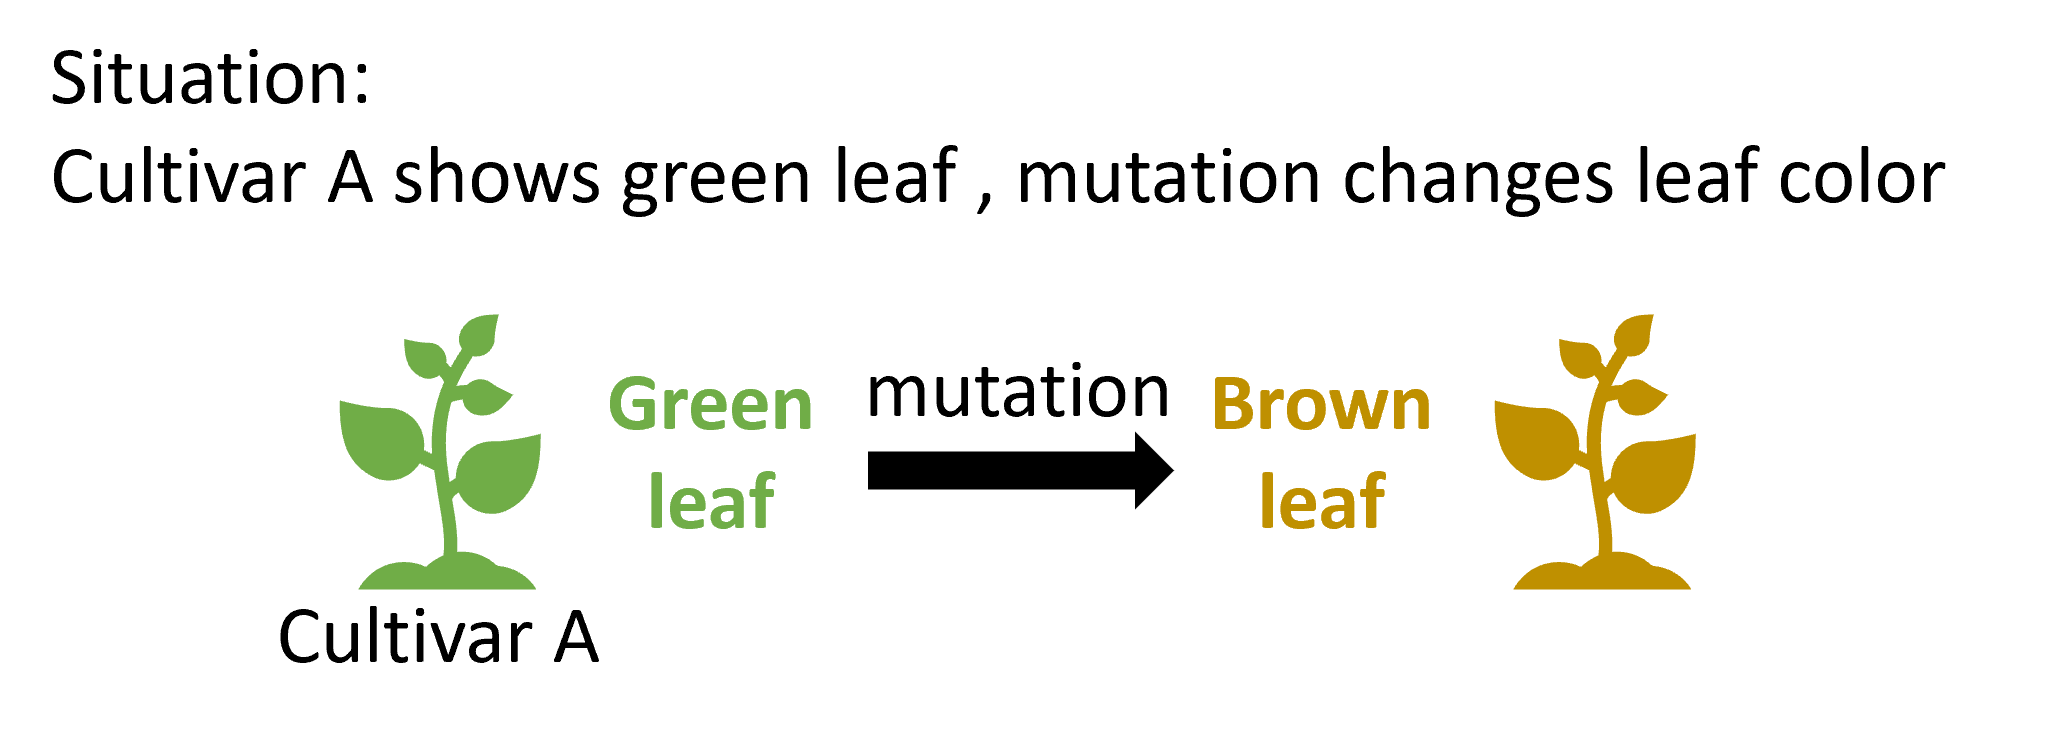 Situation:
Cultivar A shows green leaf , mutation changes leaf color
Green
leaf
mutation
Brown
leaf
Cultivar A